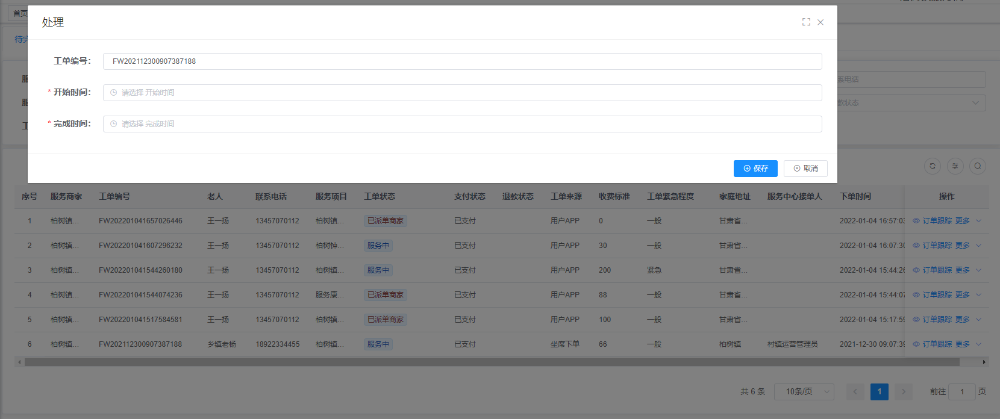 首页
处理
待完
工单编号：
FW202112300907387188
* 开始时间：
请选择 开始时间
* 完成时间：
请选择 完成时间
系电话
款状态
保存
取消
序号 服务商家 工单编号 老人 联系电话 服务项目 工单状态 支付状态 退款状态 工单来源 收费标准 工单紧急程度 家庭地址 服务中心接单人 下单时间 操作
1 柏树镇... FW202201041657026446 王一扬 13457070112 柏树镇... 已派单商家 已支付 用户APP 0 一般 甘肃省... 2022-01-04 16:57:03 订单跟踪 更多
2 柏树镇... FW202201041607296232 王一扬 13457070112 柏树钟... 服务中 已支付 用户APP 30 一般 甘肃省... 2022-01-04 16:07:30 订单跟踪 更多
3 柏树镇... FW202201041544260180 王一扬 13457070112 柏树镇... 服务中 已支付 用户APP 200 紧急 甘肃省... 2022-01-04 15:44:26 订单跟踪 更多
4 柏树镇... FW202201041544074236 王一扬 13457070112 服务康... 已派单商家 已支付 用户APP 88 一般 甘肃省... 2022-01-04 15:44:07 订单跟踪 更多
5 柏树镇... FW202201041517584581 王一扬 13457070112 柏树镇... 已派单商家 已支付 用户APP 100 一般 甘肃省... 2022-01-04 15:17:59 订单跟踪 更多
6 柏树镇... FW202112300907387188 乡镇老杨 18922334455 柏树镇... 服务中 已支付 坐席下单 66 一般 柏树镇 村镇运营管理员 2021-12-30 09:07:39 订单跟踪 更多
共 6 条 10条/页 1 前往 1 页